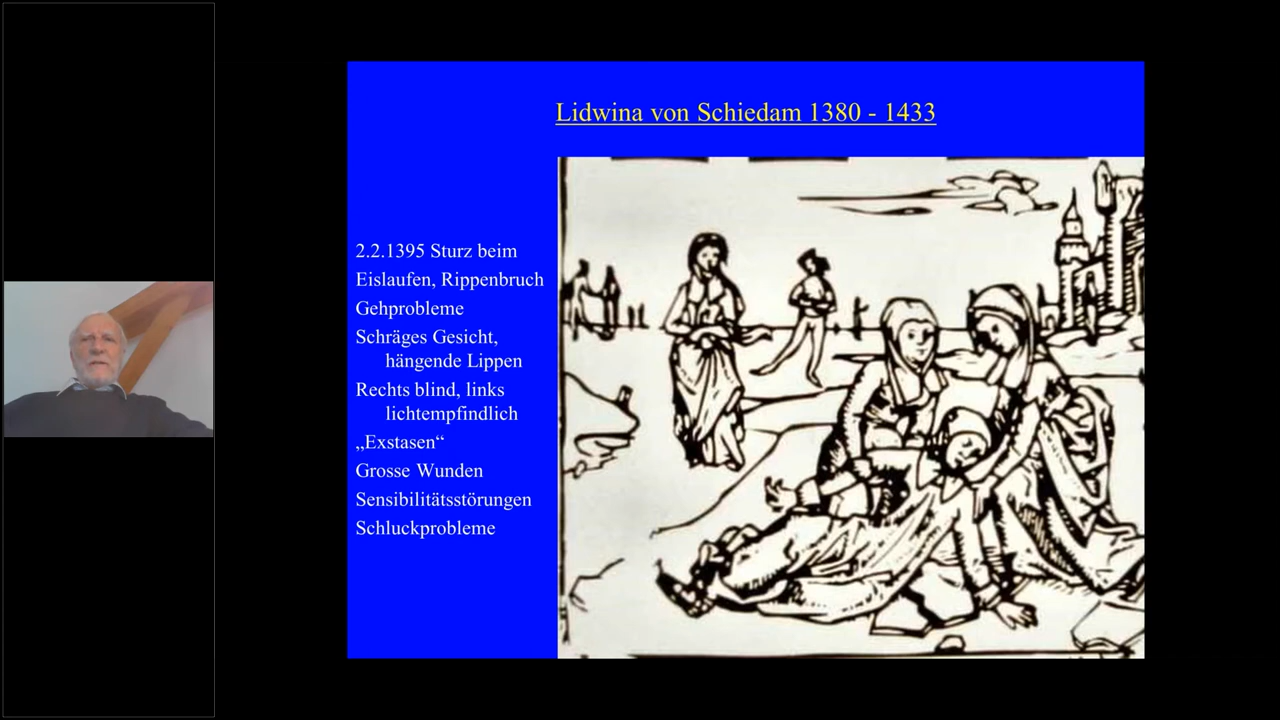 Lidwina von Schiedam 1380 - 1433
2.2.1395 Sturz beim
Eislaufen, Rippenbruch
Gehprobleme
Schräges Gesicht,
hängende Lippen
Rechts blind, links
lichtempfindlich
„Exstasen“
Grosse Wunden
Sensibilitätsstörungen
Schluckprobleme